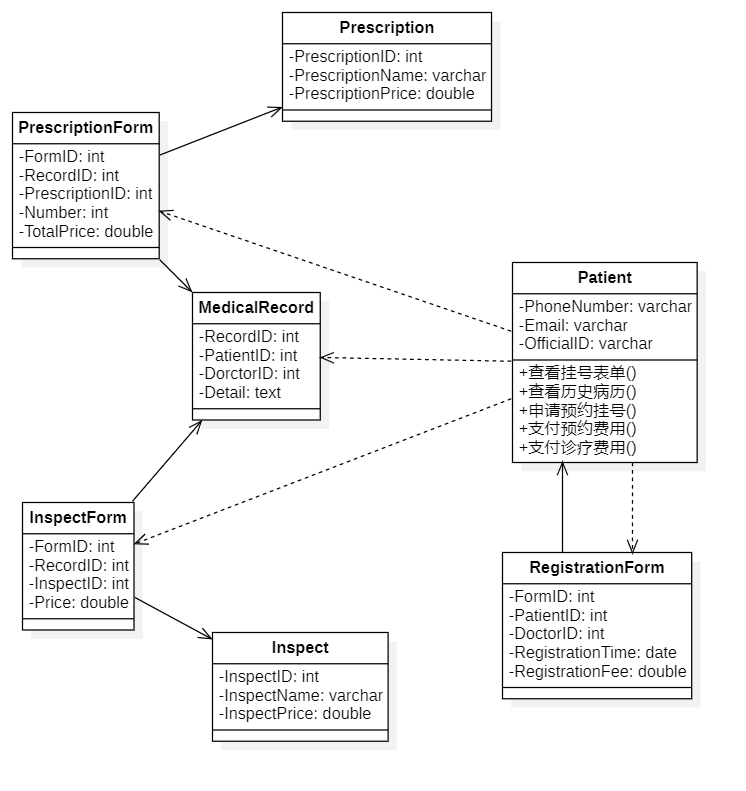 Prescription
-PrescriptionID: int
-PrescriptionName: varchar
-PrescriptionPrice: double
PrescriptionForm
-FormID: int
-RecordID: int
-PrescriptionID: int
-Number: int
-TotalPrice: double
MedicalRecord
-RecordID: int
-PatientID: int
-DorctorID: int
-Detail: text
Patient
-PhoneNumber: varchar
-Email: varchar
-OfficialID: varchar
+查看挂号表单()
+查看历史病历()
+申请预约挂号()
+支付预约费用()
+支付诊疗费用()
InspectForm
-FormID: int
-RecordID: int
-InspectID: int
-Price: double
Inspect
-InspectID: int
-InspectName: varchar
-InspectPrice: double
RegistrationForm
-FormID: int
-PatientID: int
-DoctorID: int
-RegistrationTime: date
-RegistrationFee: double